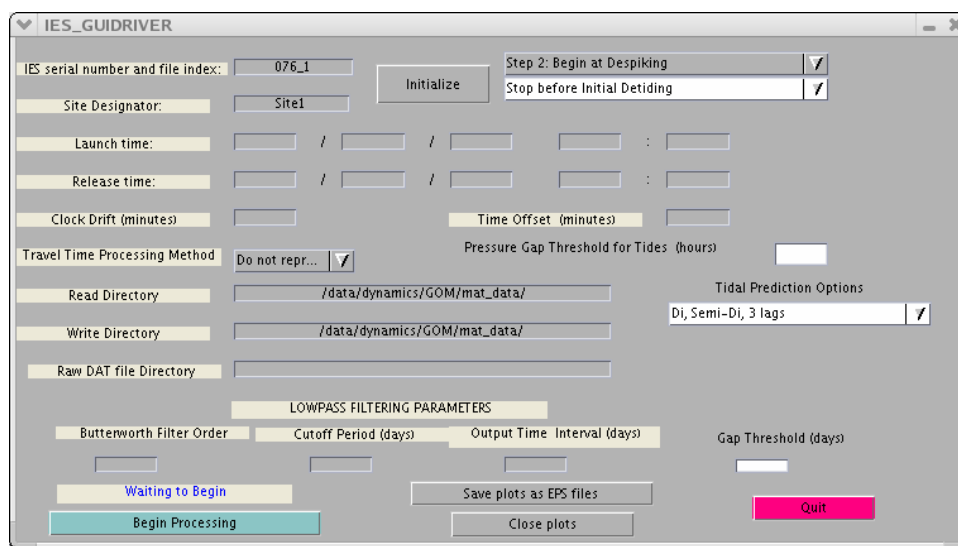 IES_GUIDRIVER
IES serial number and file index: 076_1
Initialize
Step 2: Begin at Despiking
Stop before Initial Detiding
Site Designator: Site1
Launch time: / / :
Release time: / / :
Clock Drift (minutes) Time Offset (minutes)
Travel Time Processing Method Do not repr...
Pressure Gap Threshold for Tides (hours)
Read Directory /data/dynamics/GOM/mat_data/
Tidal Prediction Options
Di, Semi-Di, 3 lags
Write Directory /data/dynamics/GOM/mat_data/
Raw DAT file Directory
LOWPASS FILTERING PARAMETERS
Butterworth Filter Order Cutoff Period (days) Output Time Interval (days) Gap Threshold (days)
Waiting to Begin
Save plots as EPS files
Quit
Begin Processing
Close plots